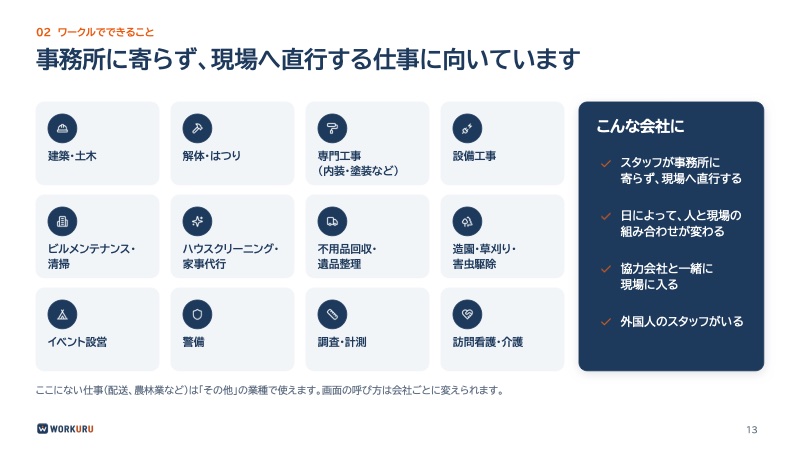 02 ワークルでできること
事務所に寄らず、現場へ直行する仕事に向いています
建築・土木
解体・はつり
専門工事
（内装・塗装など）
設備工事
ビルメンテナンス・
清掃
ハウスクリーニング・
家事代行
不用品回収・
遺品整理
造園・草刈り・
害虫駆除
イベント設営
警備
調査・計測
訪問看護・介護
こんな会社に
スタッフが事務所に
寄らず、現場へ直行する
日によって、人と現場の
組み合わせが変わる
協力会社と一緒に
現場に入る
外国人のスタッフがいる
ここにない仕事（配送、農林業など）は「その他」の業種で使えます。画面の呼び方は会社ごとに変えられます。
W WORKURU
13